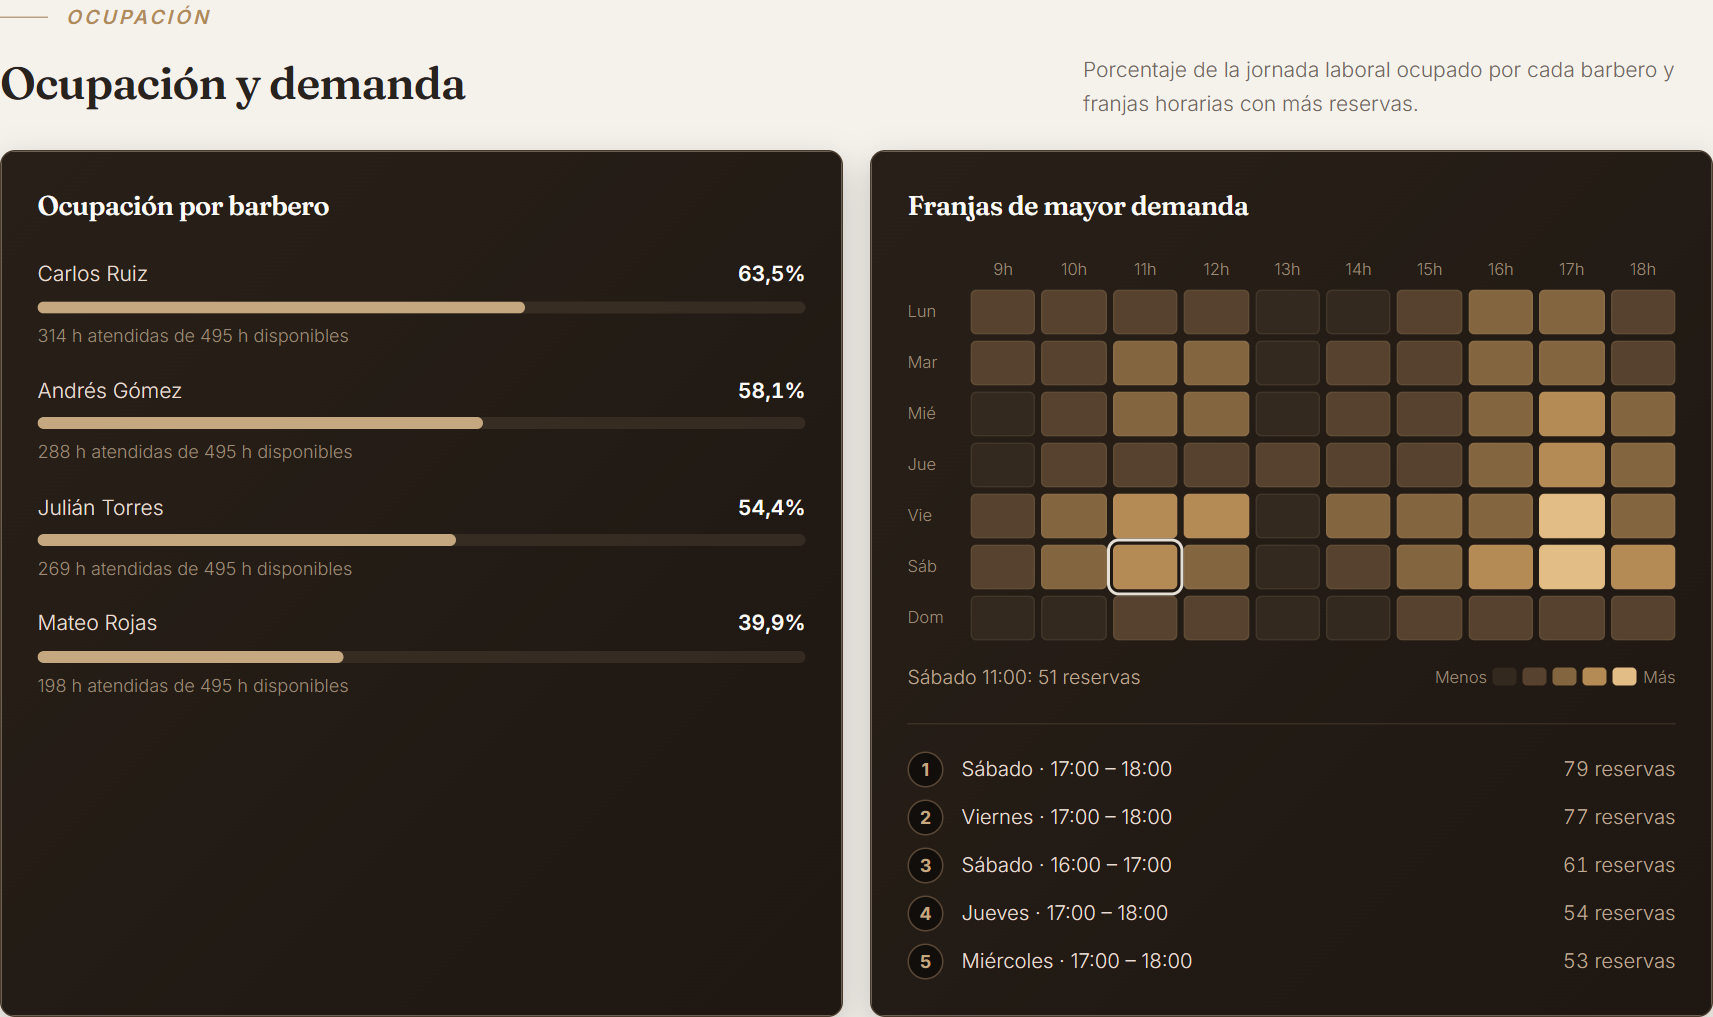 OCUPACIÓN
Ocupación y demanda
Porcentaje de la jornada laboral ocupado por cada barbero y
franjas horarias con más reservas.
Ocupación por barbero
Carlos Ruiz 63,5%
314 h atendidas de 495 h disponibles
Andrés Gómez 58,1%
288 h atendidas de 495 h disponibles
Julián Torres 54,4%
269 h atendidas de 495 h disponibles
Mateo Rojas 39,9%
198 h atendidas de 495 h disponibles
Franjas de mayor demanda
9h 10h 11h 12h 13h 14h 15h 16h 17h 18h
Lun
Mar
Mié
Jue
Vie
Sáb
Dom
Sábado 11:00: 51 reservas
Menos Más
1 Sábado · 17:00 – 18:00 79 reservas
2 Viernes · 17:00 – 18:00 77 reservas
3 Sábado · 16:00 – 17:00 61 reservas
4 Jueves · 17:00 – 18:00 54 reservas
5 Miércoles · 17:00 – 18:00 53 reservas